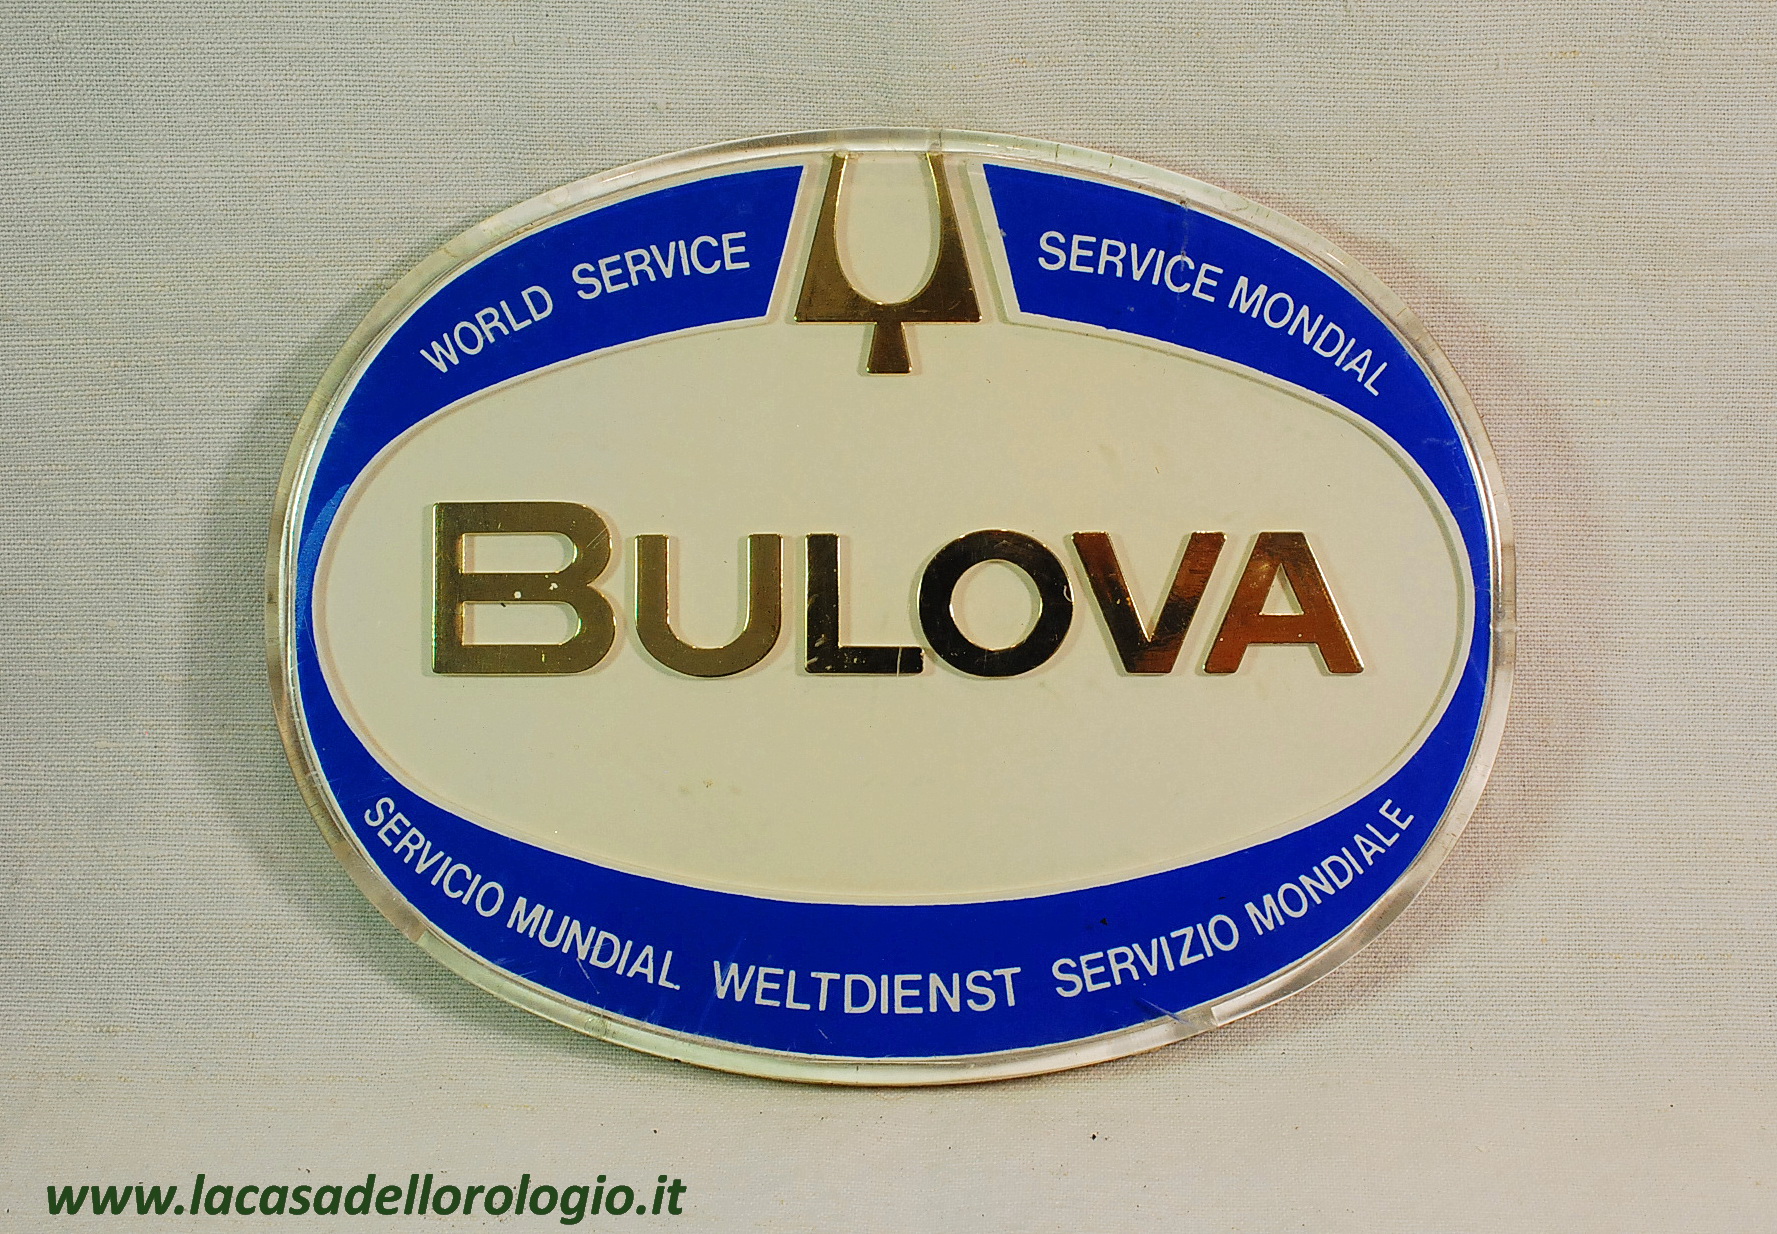 WORLD SERVICE
SERVICE MONDIAL
BULOVA
SERVICIO MUNDIAL WELTDIENST SERVIZIO MONDIALE
www.lacasadellorologio.it